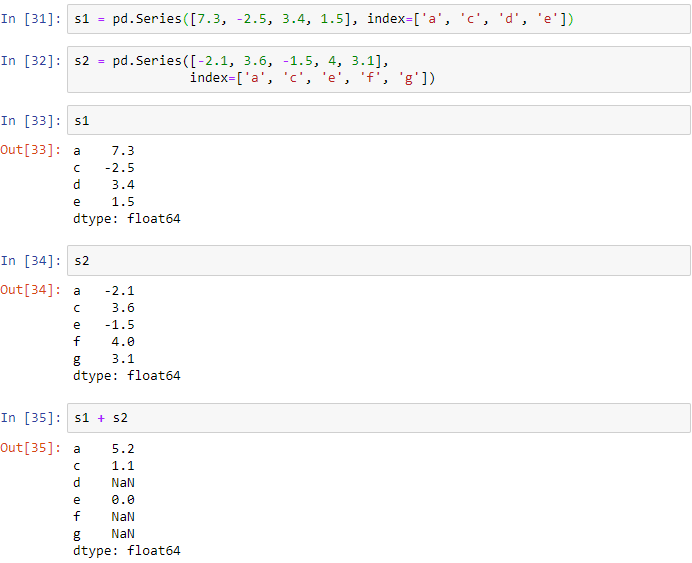 In [31]: s1 = pd.Series([7.3, -2.5, 3.4, 1.5], index=['a', 'c', 'd', 'e'])
In [32]: s2 = pd.Series([-2.1, 3.6, -1.5, 4, 3.1],
index=['a', 'c', 'e', 'f', 'g'])
In [33]: s1
Out[33]: a 7.3
c -2.5
d 3.4
e 1.5
dtype: float64
In [34]: s2
Out[34]: a -2.1
c 3.6
e -1.5
f 4.0
g 3.1
dtype: float64
In [35]: s1 + s2
Out[35]: a 5.2
c 1.1
d NaN
e 0.0
f NaN
g NaN
dtype: float64